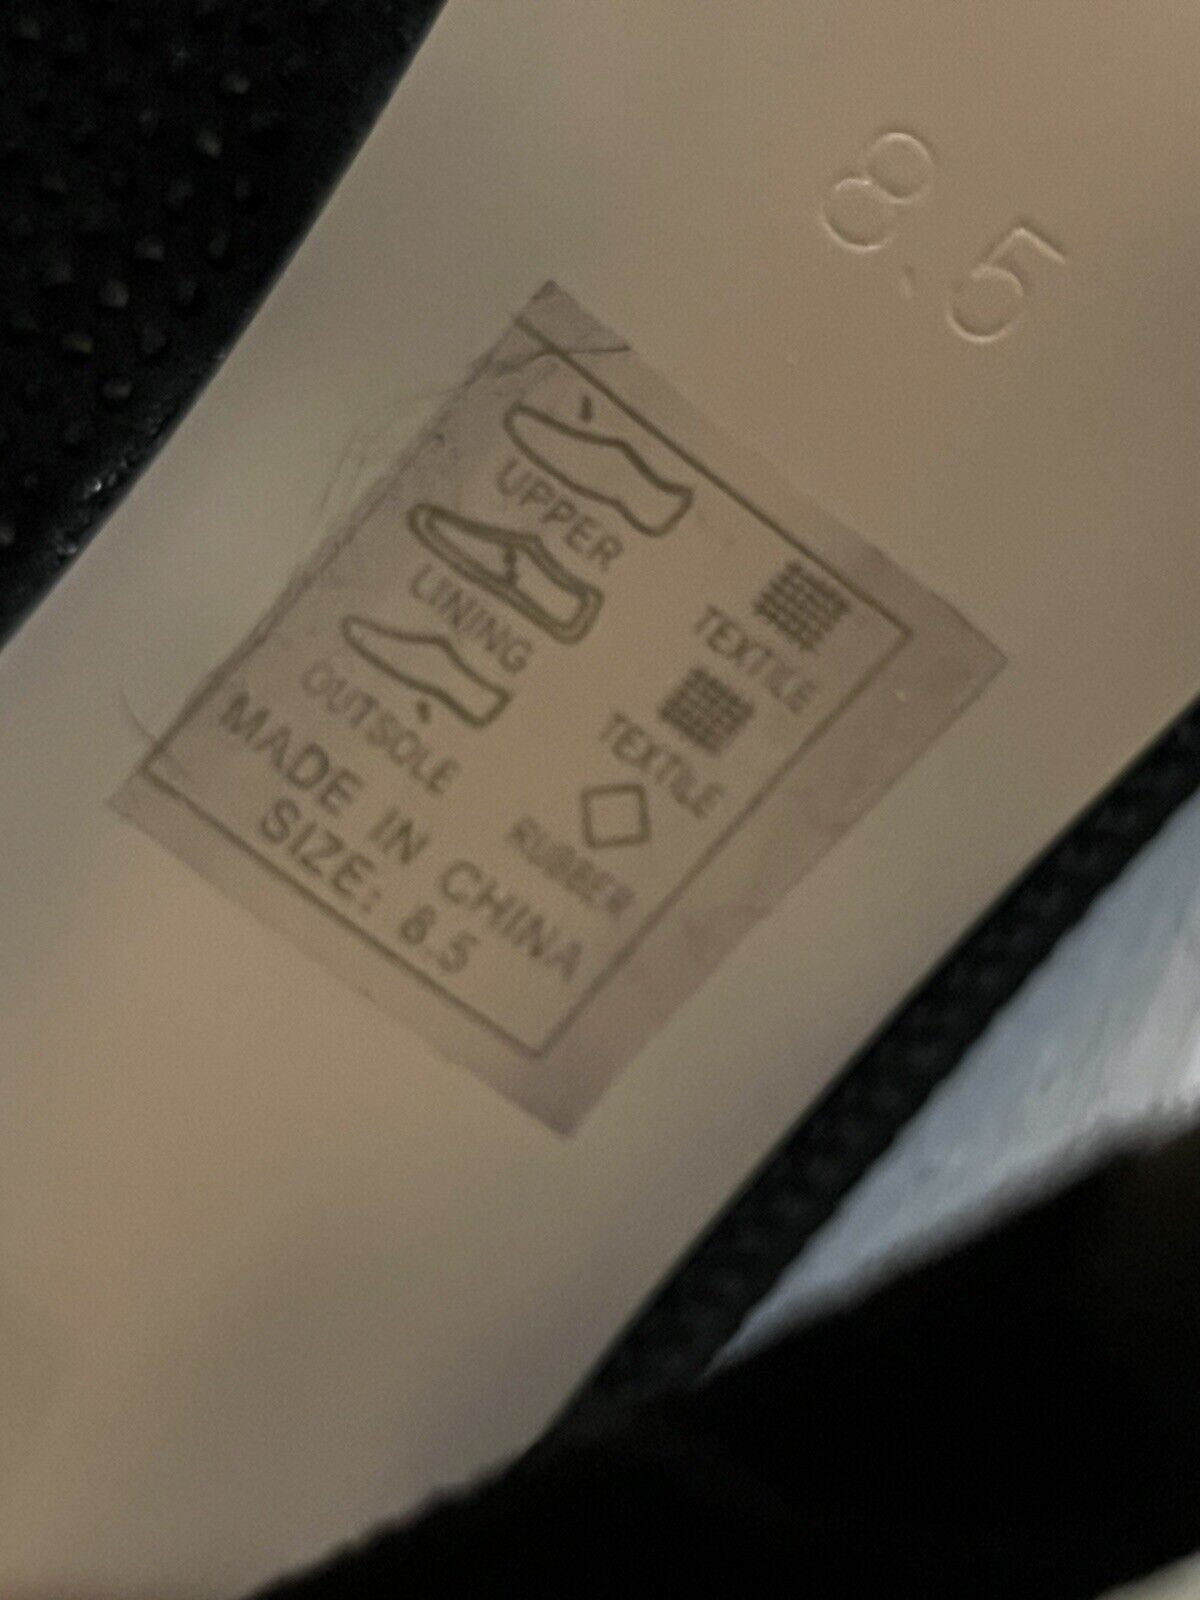 8.5
UPPER
TEXTILE
LINING
TEXTILE
OUTSOLE
RUBBER
MADE IN CHINA
SIZE: 8.5